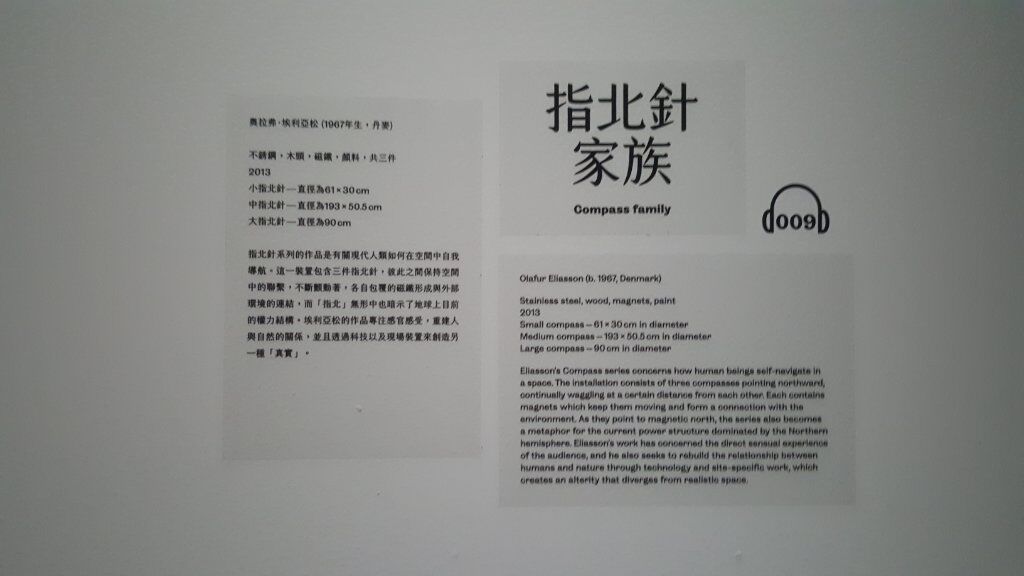 指北針
家族
Compass family
009
奧拉弗·埃利亞松 (1967年生，丹麥)
不銹鋼，木頭，磁鐵，顏料，共三件
2013
小指北針—直徑為61 × 30 cm
中指北針—直徑為193 × 50.5 cm
大指北針—直徑為90 cm
指北針系列的作品是有關現代人類如何在空間中自我
導航。這一裝置包含三件指北針，彼此之間保持空間
中的聯繫，不斷顫動著，各自包覆的磁鐵形成與外部
環境的連結，而「指北」無形中也暗示了地球上目前
的權力結構。埃利亞松的作品專注感官感受，重建人
與自然的關係，並且透過科技以及現場裝置來創造另
一種「真實」。
Olafur Eliasson (b. 1967, Denmark)
Stainless steel, wood, magnets, paint
2013
Small compass – 61 × 30 cm in diameter
Medium compass – 193 × 50.5 cm in diameter
Large compass – 90 cm in diameter
Eliasson's Compass series concerns how human beings self-navigate in
a space. The installation consists of three compasses pointing northward,
continually waggling at a certain distance from each other. Each contains
magnets which keep them moving and form a connection with the
environment. As they point to magnetic north, the series also becomes
a metaphor for the current power structure dominated by the Northern
hemisphere. Eliasson's work has concerned the direct sensual experience
of the audience, and he also seeks to rebuild the relationship between
humans and nature through technology and site-specific work, which
creates an alterity that diverges from realistic space.